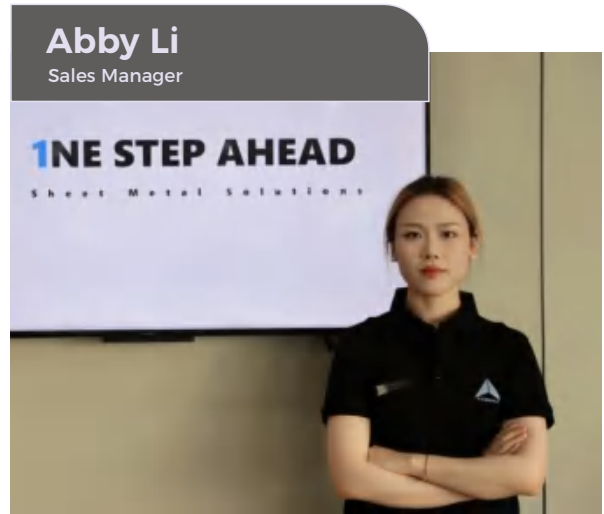 Abby Li
Sales Manager
1NE STEP AHEAD
Sheet Metal Solutions